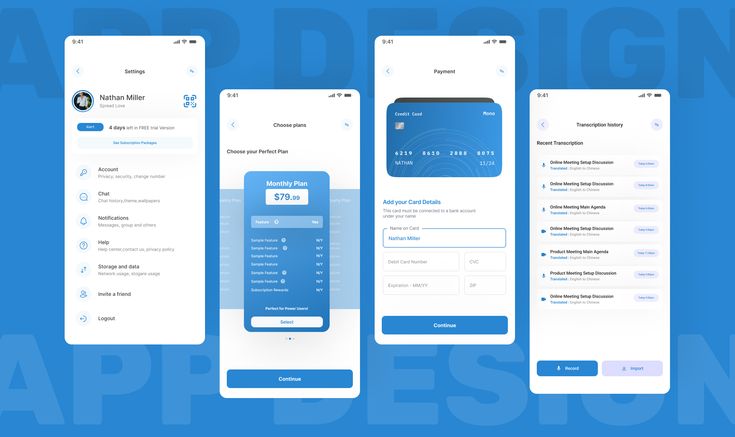 APP DESIGN
9:41
Settings
Nathan Miller
Spread Love
Alert
4 days left in FREE trial Version
See Subscription Packages
Account
Privacy, security, change number
Chat
Chat history,theme,wallpapers
Notifications
Messages, group and others
Help
Help center,contact us, privacy policy
Storage and data
Network usage, stogare usage
Invite a friend
Logout
9:41
Choose plans
Choose your Perfect Plan
Monthly Plan
$79.99
Feature
Yes
Sample Feature N/Y
Sample Feature N/Y
Sample Feature N/Y
Sample Feature N/Y
Sample Feature N/Y
Sample Feature N/Y
Subscription Rewards N/Y
Perfect for Power Users!
Select
Continue
9:41
Payment
Credit Card
Mono
6219 8610 2888 8075
NATHAN
11/24
Add your Card Details
This card must be connected to a bank account
under your name
Name on Card
Nathan Miller
Debit Card Number
CVC
Expiration - MM/YY
ZIP
Continue
9:41
Transcription history
Recent Transcription
Online Meeting Setup Discussion
Translated : English to Chinese
Online Meeting Setup Discussion
Translated : English to Chinese
Online Meeting Main Agenda
Translated : English to Chinese
Online Meeting Setup Discussion
Translated : English to Chinese
Product Meeting Main Agenda
Translated : English to Chinese
Product Meeting Setup Discussion
Translated : English to Chinese
Online Meeting Setup Discussion
Translated : English to Chinese
Record
Import
APP DESIGN